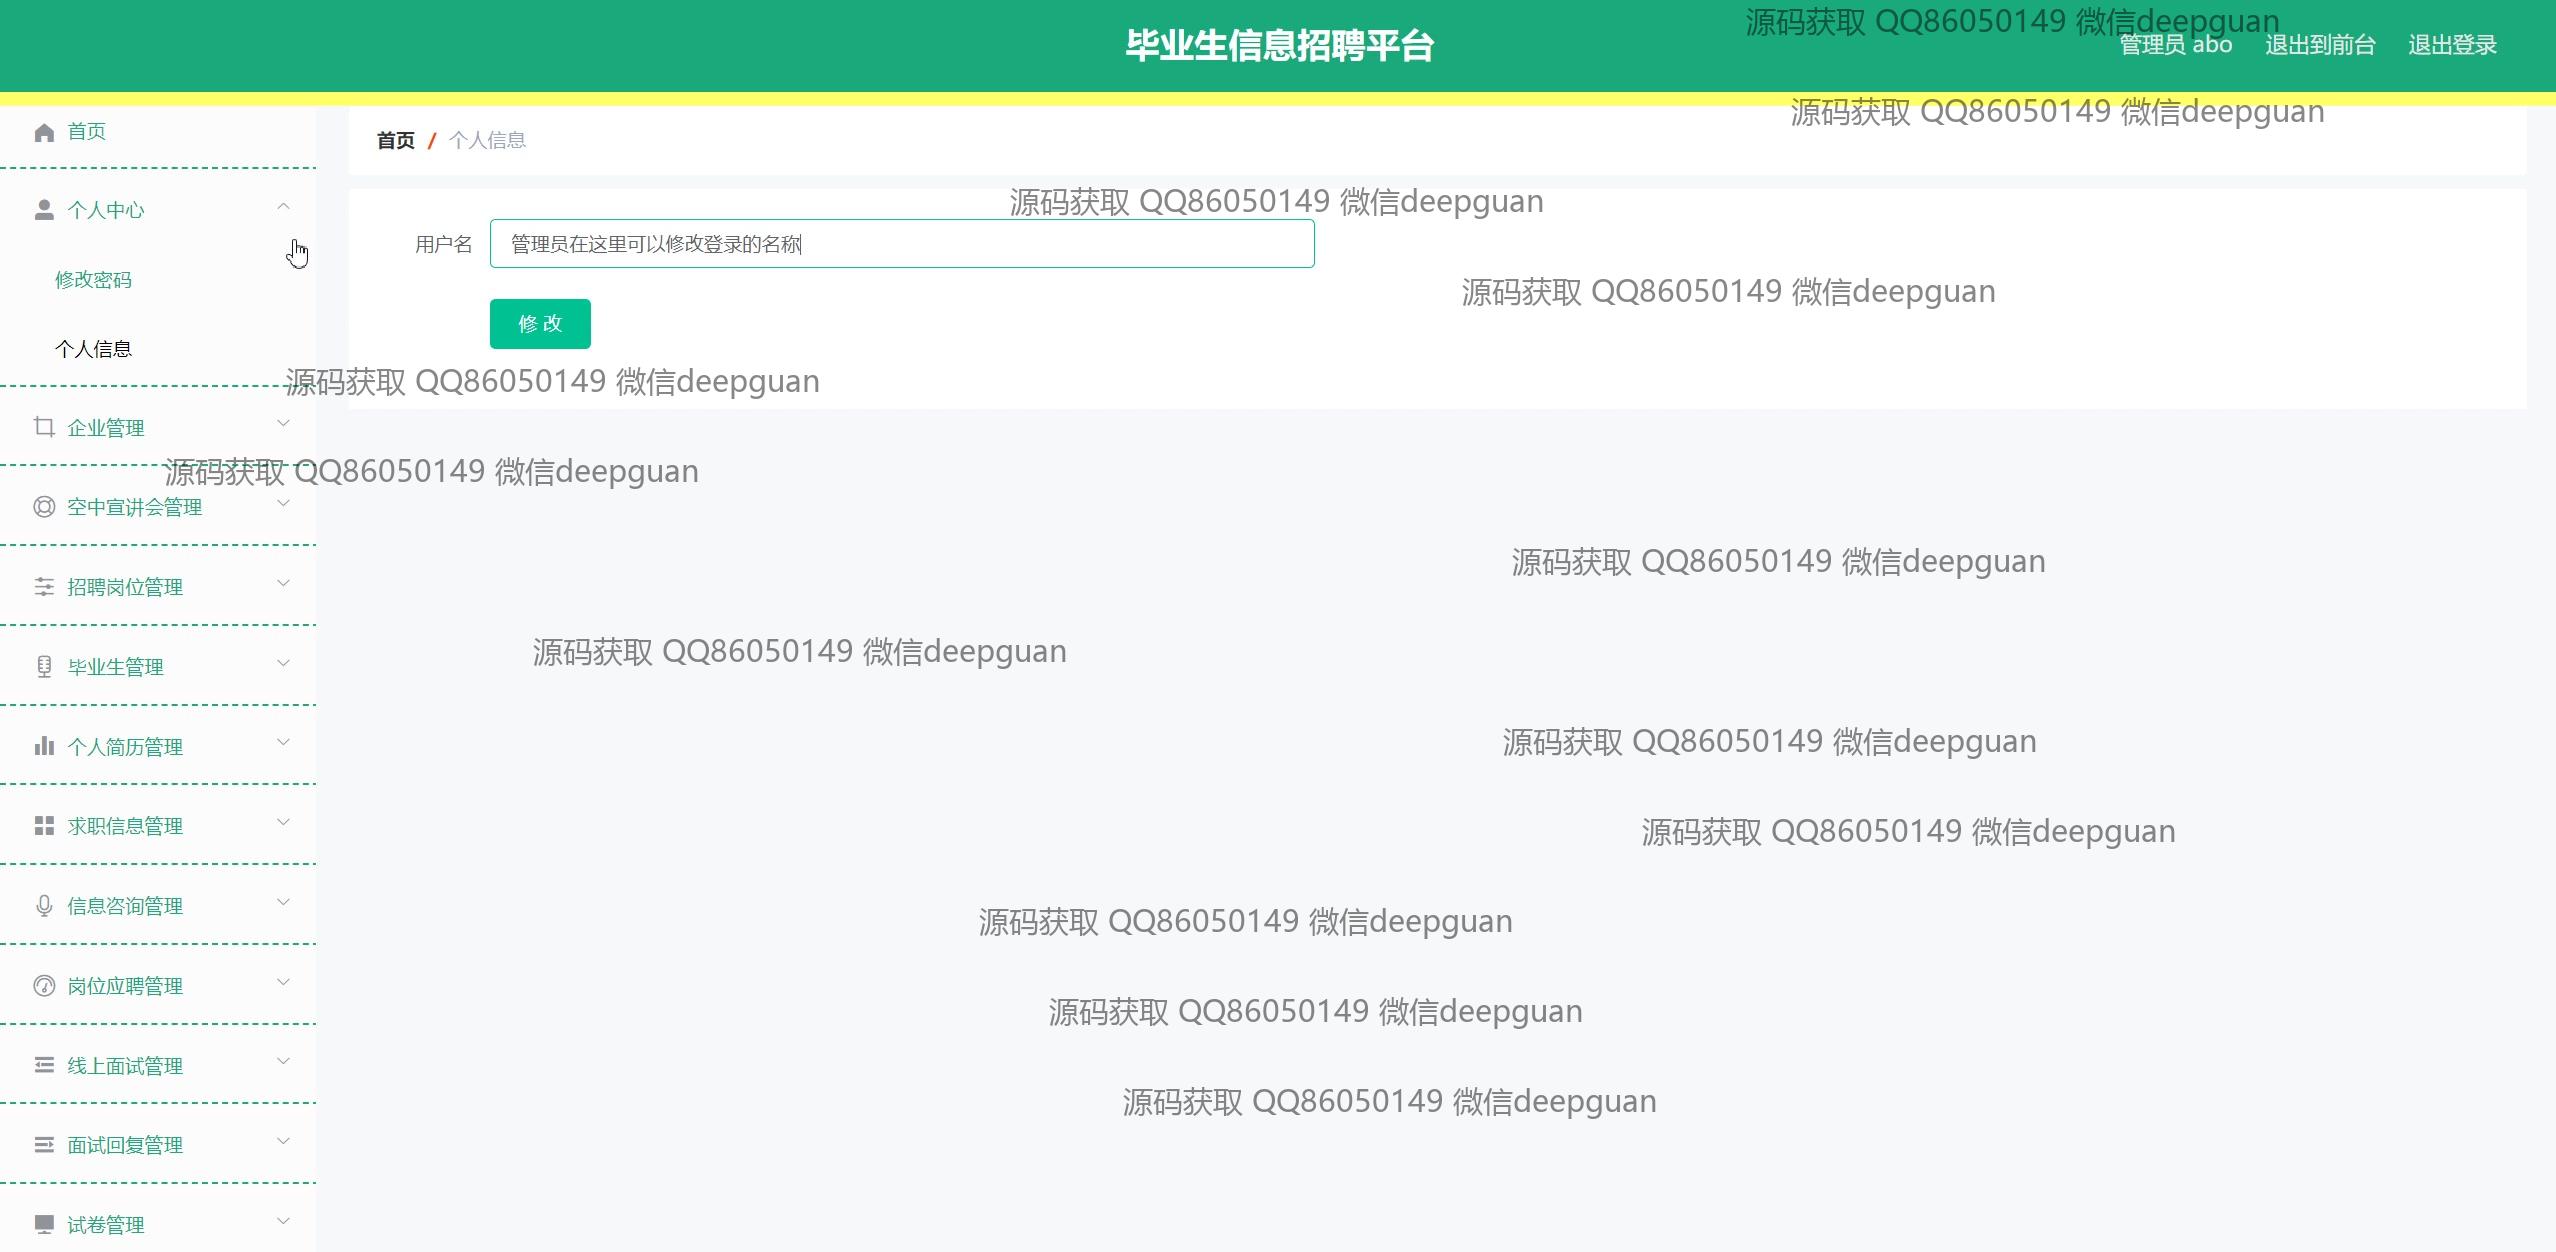 毕业生信息招聘平台
源码获取 QQ86050149 微信deepguan
管理员 abo 退出到前台 退出登录
源码获取 QQ86050149 微信deepguan
首页
首页 / 个人信息
源码获取 QQ86050149 微信deepguan
个人中心
用户名 管理员在这里可以修改登录的名称
修改密码
源码获取 QQ86050149 微信deepguan
修 改
个人信息
源码获取 QQ86050149 微信deepguan
企业管理
源码获取 QQ86050149 微信deepguan
空中宣讲会管理
源码获取 QQ86050149 微信deepguan
招聘岗位管理
源码获取 QQ86050149 微信deepguan
毕业生管理
源码获取 QQ86050149 微信deepguan
个人简历管理
求职信息管理
源码获取 QQ86050149 微信deepguan
信息咨询管理
源码获取 QQ86050149 微信deepguan
岗位应聘管理
源码获取 QQ86050149 微信deepguan
线上面试管理
源码获取 QQ86050149 微信deepguan
面试回复管理
试卷管理